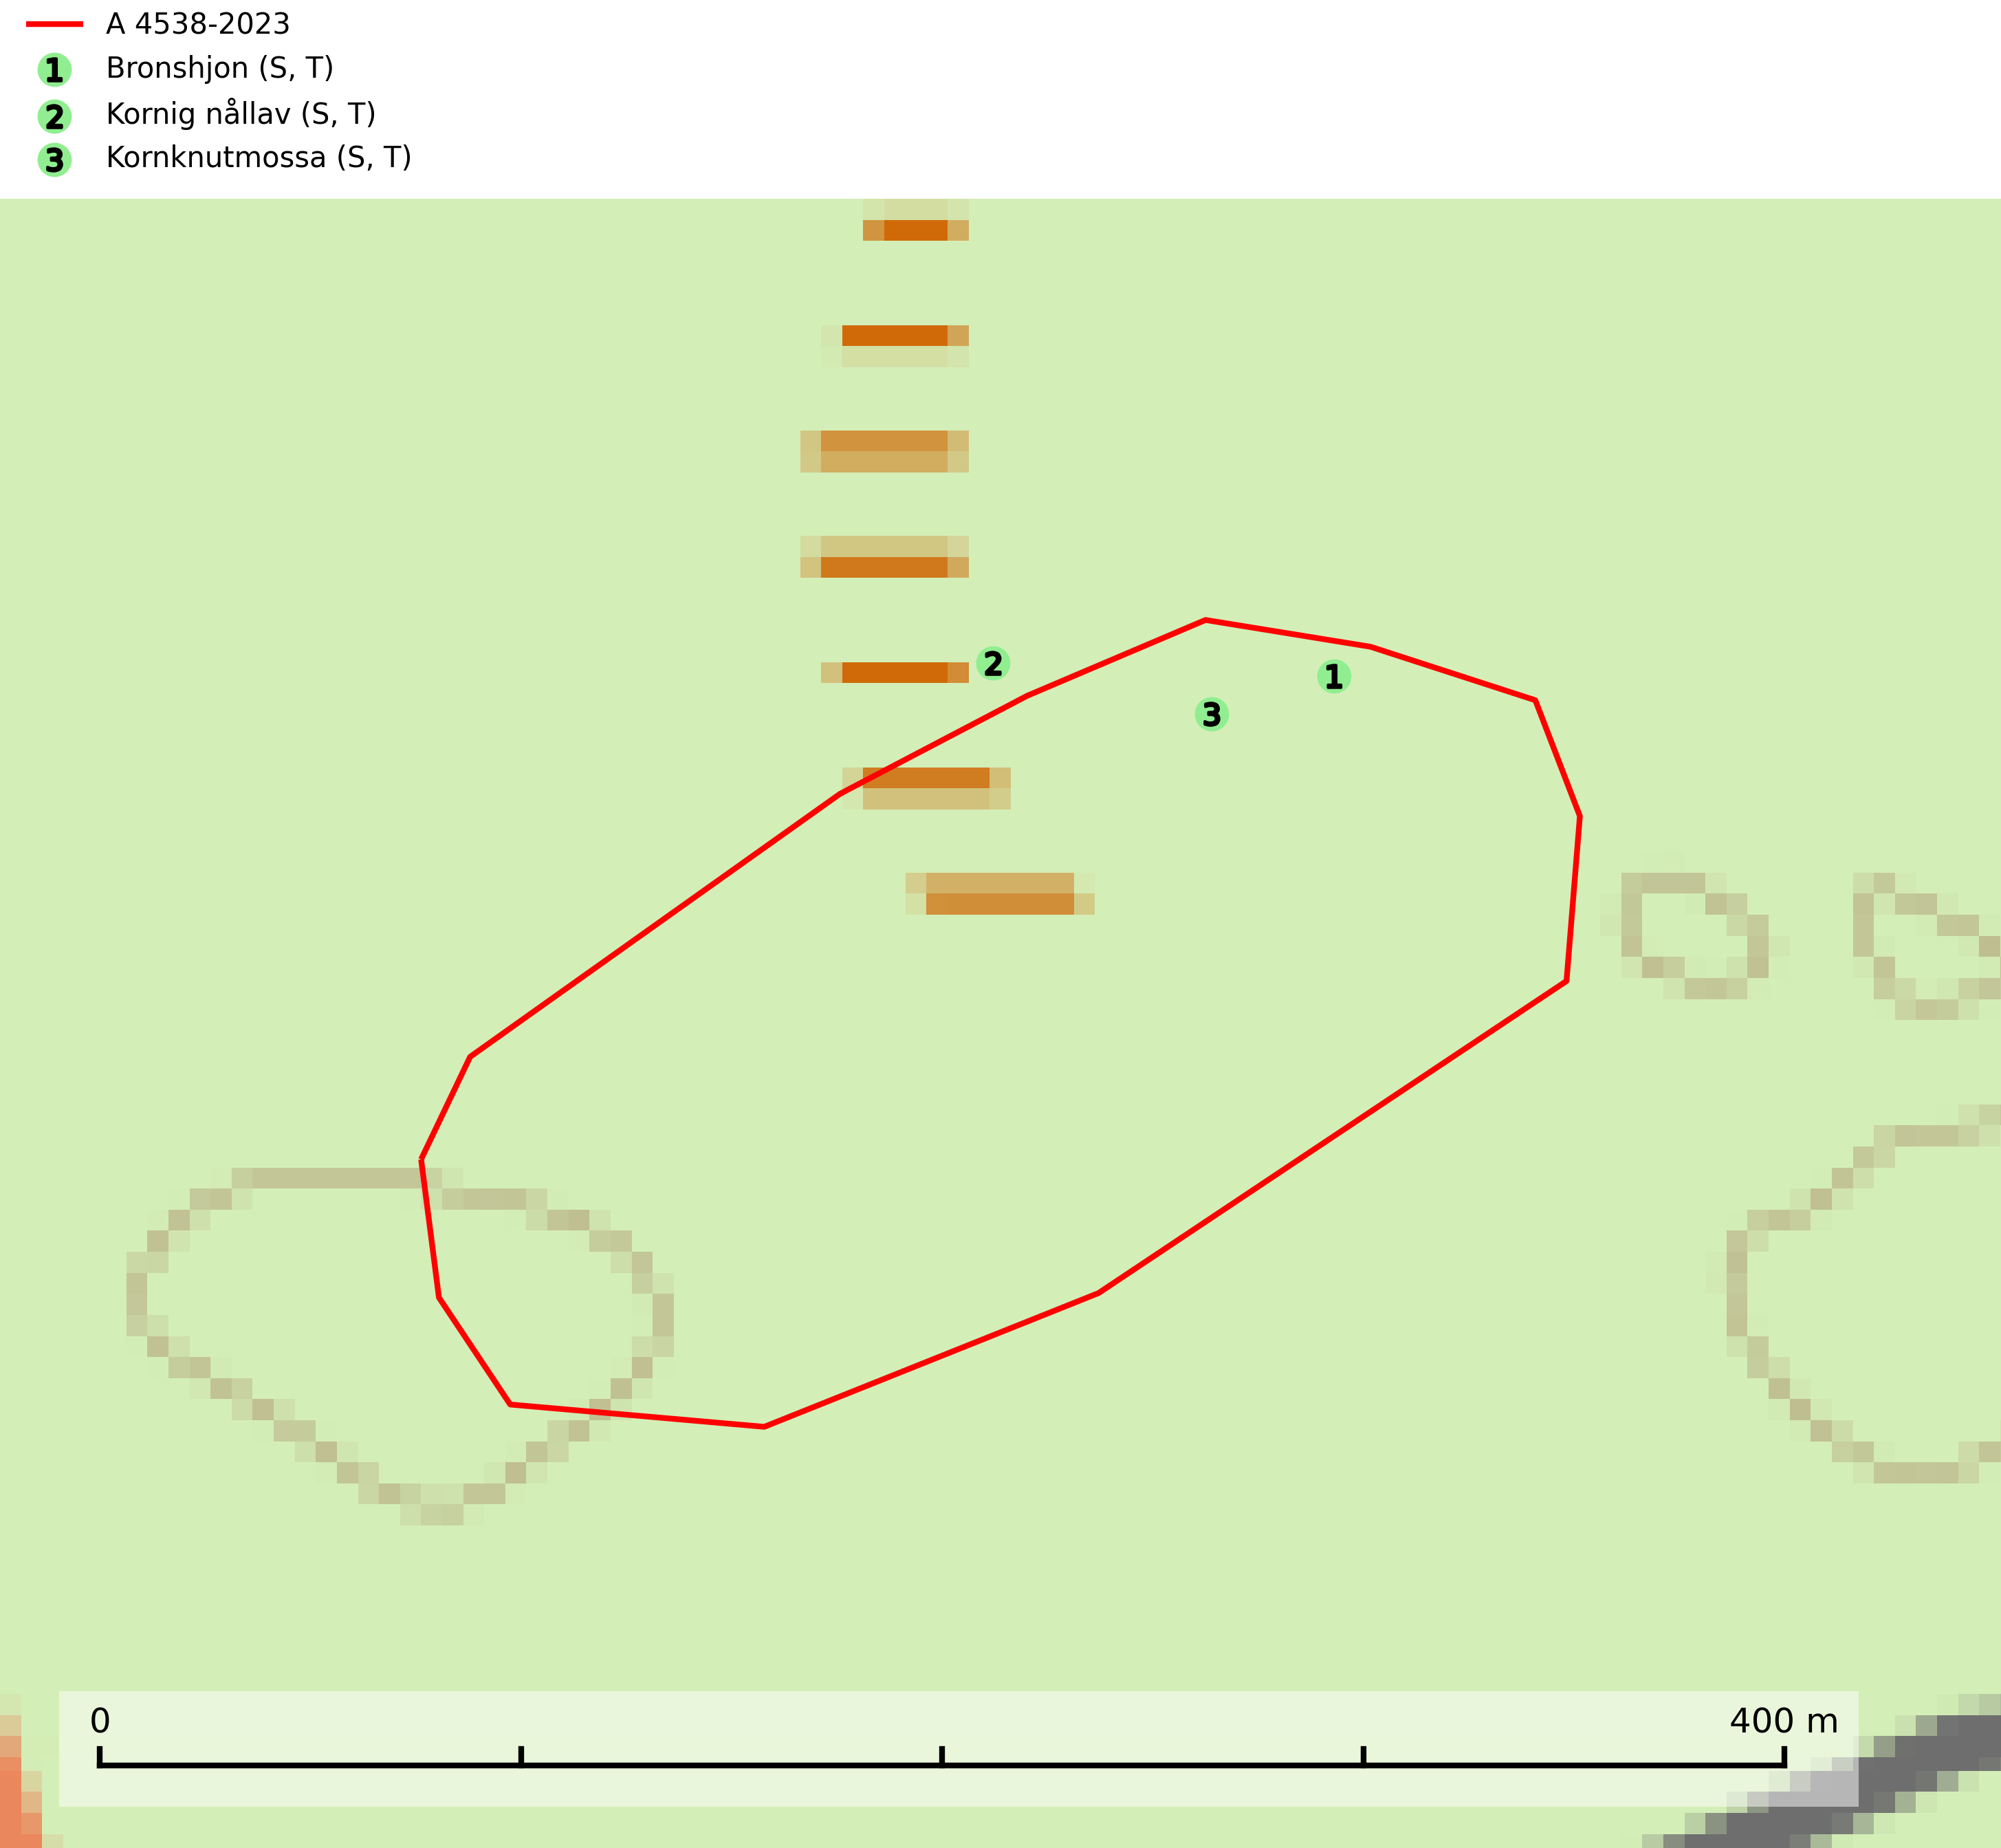 A 4538-2023
1 Bronshjon (S, T)
2 Kornig nållav (S, T)
3 Kornknutmossa (S, T)
2
1
3
0 400 m